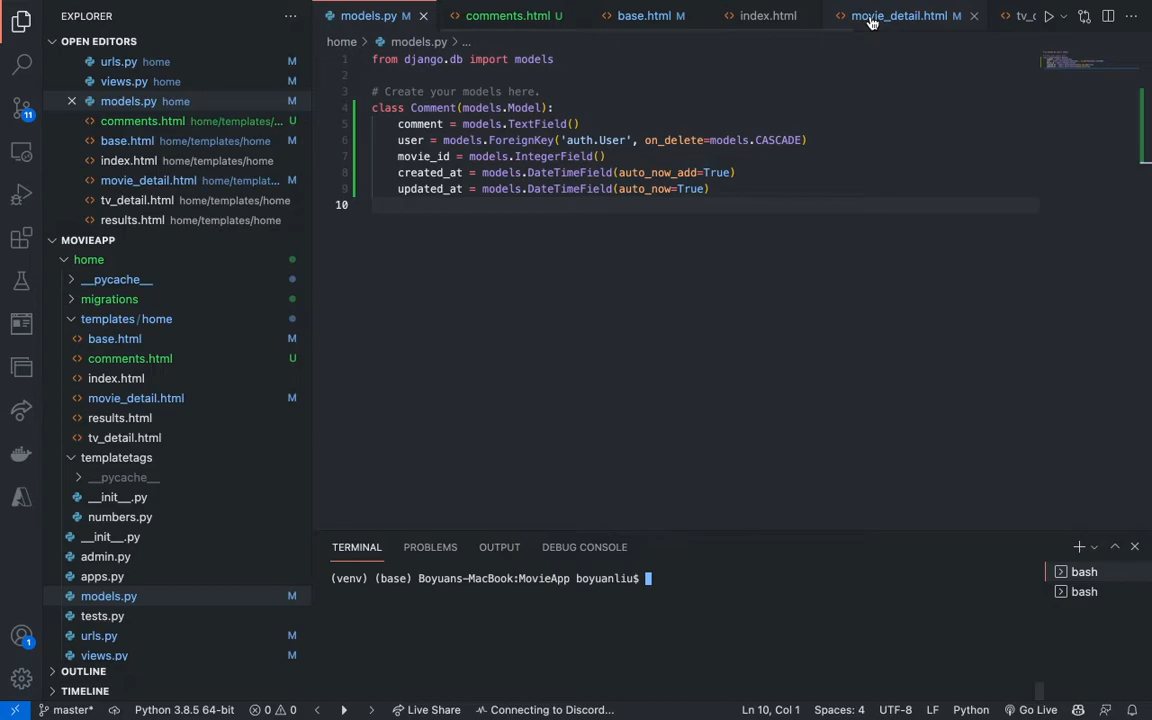 EXPLORER
OPEN EDITORS
urls.py home M
views.py home M
models.py home M
comments.html home/templates/... U
base.html home/templates/home M
index.html home/templates/home
movie_detail.html home/templat... M
tv_detail.html home/templates/home
results.html home/templates/home
MOVIEAPP
home
__pycache__
migrations
templates/home
base.html M
comments.html U
index.html
movie_detail.html M
results.html
tv_detail.html
templatetags
__pycache__
__init__.py
numbers.py
__init__.py
admin.py
apps.py
models.py M
tests.py
urls.py M
views.py M
OUTLINE
TIMELINE
11
1
models.py M comments.html U base.html M index.html movie_detail.html M tv_c
home > models.py > ...
1 from django.db import models
2
3 # Create your models here.
4 class Comment(models.Model):
5 comment = models.TextField()
6 user = models.ForeignKey('auth.User', on_delete=models.CASCADE)
7 movie_id = models.IntegerField()
8 created_at = models.DateTimeField(auto_now_add=True)
9 updated_at = models.DateTimeField(auto_now=True)
10
TERMINAL PROBLEMS OUTPUT DEBUG CONSOLE
(venv) (base) Boyuans-MacBook:MovieApp boyuanliu$
bash
bash
master* Python 3.8.5 64-bit 0 0 Live Share Connecting to Discord... Ln 10, Col 1 Spaces: 4 UTF-8 LF Python Go Live